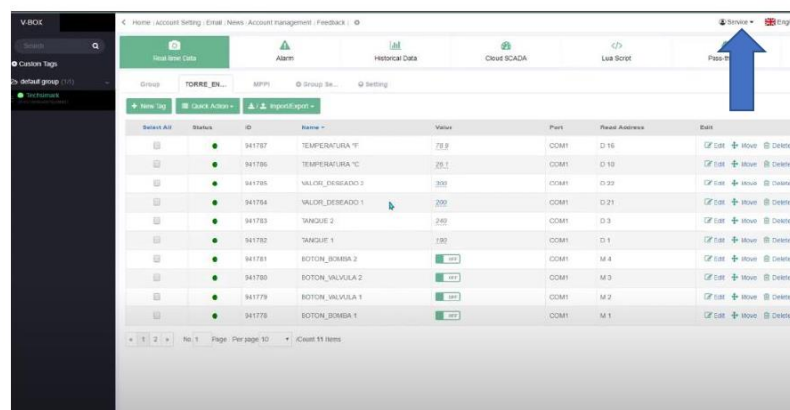 V-BOX
Home | Account Setting | Email | News | Account management | Feedback |
Service
Search
Custon Tags
default group (1/1)
Techsmark
Real-time Data
Alarm
Historical Data
Cloud SCADA
Lua Script
Group
TORRE_EN...
MPPI
Group Se...
Setting
+ New Tag
Quick Action
Import/Export
Select All Status ID Name Value Port Read Address Edit
941787 TEMPERATURA °F 78.9 COM1 D 16 Edit Move Delete
941786 TEMPERATURA °C 26.1 COM1 D 10 Edit Move Delete
941785 VALOR_DESEADO 2 300 COM1 D 22 Edit Move Delete
941784 VALOR_DESEADO 1 200 COM1 D 21 Edit Move Delete
941783 TANQUE 2 240 COM1 D 3 Edit Move Delete
941782 TANQUE 1 190 COM1 D 1 Edit Move Delete
941781 BOTON_BOMBA 2 OFF COM1 M 4 Edit Move Delete
941780 BOTON_VALVULA 2 OFF COM1 M 3 Edit Move Delete
941779 BOTON_VALVULA 1 OFF COM1 M 2 Edit Move Delete
941778 BOTON_BOMBA 1 OFF COM1 M 1 Edit Move Delete
« 1 2 » No. 1 Page Per page 10 /Count 11 Items